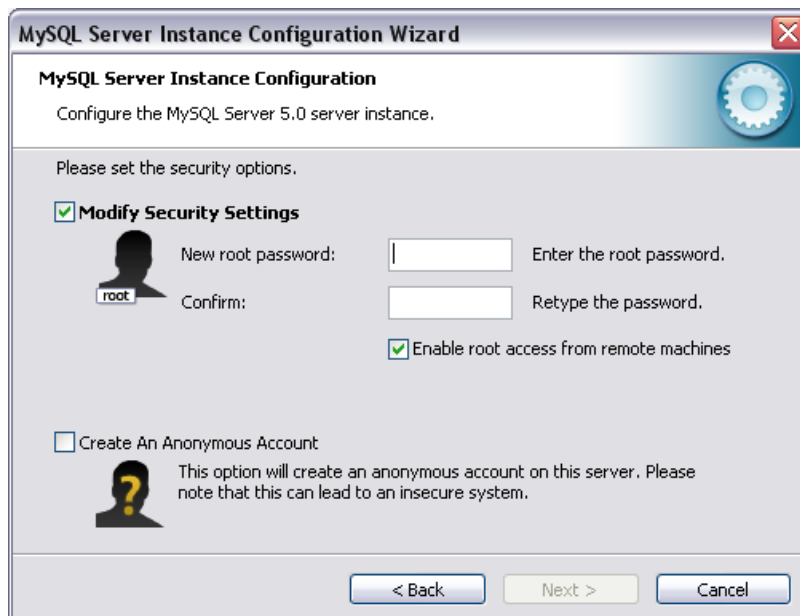 MySQL Server Instance Configuration Wizard
MySQL Server Instance Configuration
Configure the MySQL Server 5.0 server instance.
Please set the security options.
Modify Security Settings
root
New root password:
Enter the root password.
Confirm:
Retype the password.
Enable root access from remote machines
Create An Anonymous Account
?
This option will create an anonymous account on this server. Please
note that this can lead to an insecure system.
< Back
Next >
Cancel